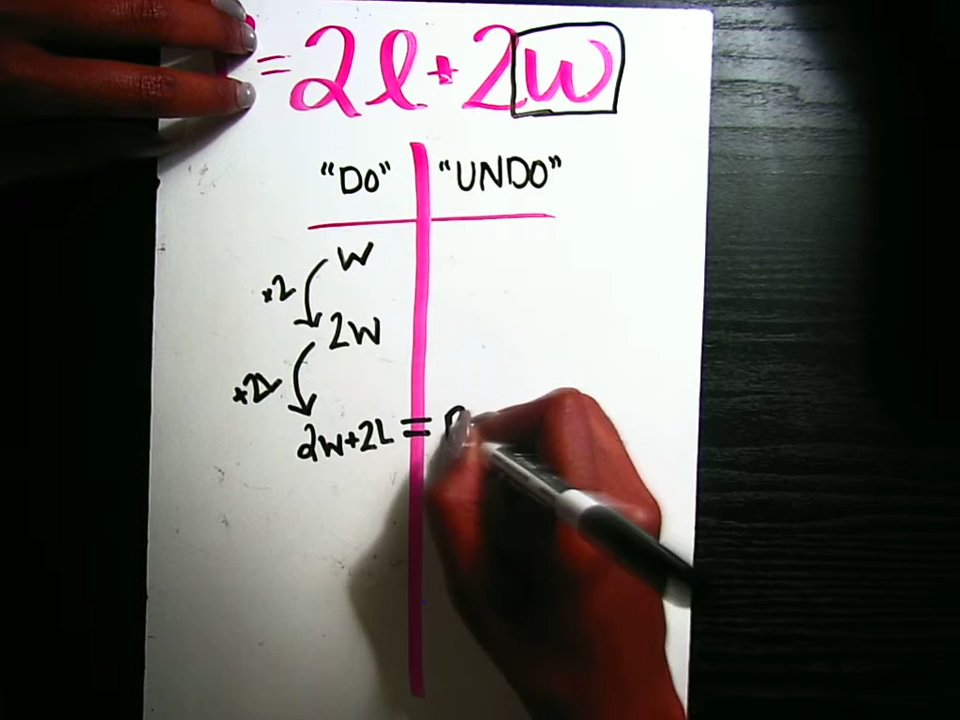 = 2l + 2w
"DO" "UNDO"
W
×2
2W
+2L
2W+2L =